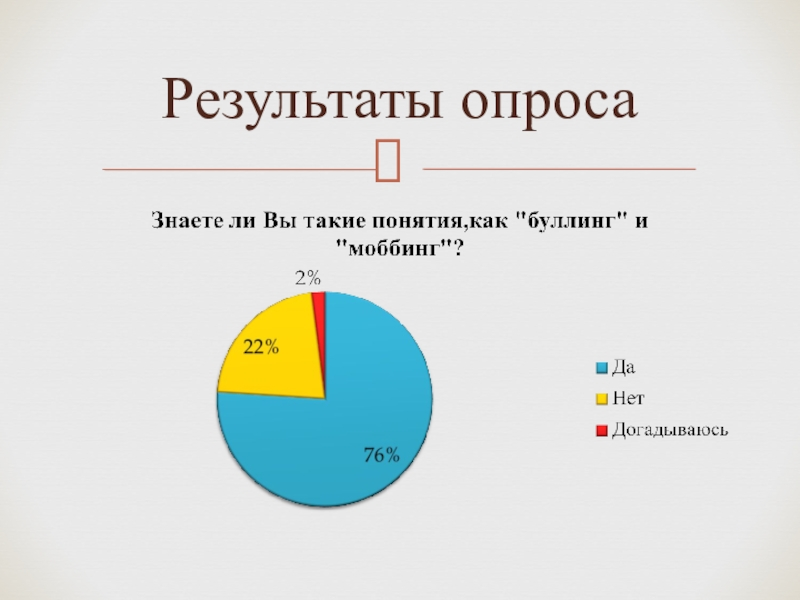 Результаты опроса
Знаете ли Вы такие понятия,как "буллинг" и
"моббинг"?
2%
22%
76%
Да
Нет
Догадываюсь